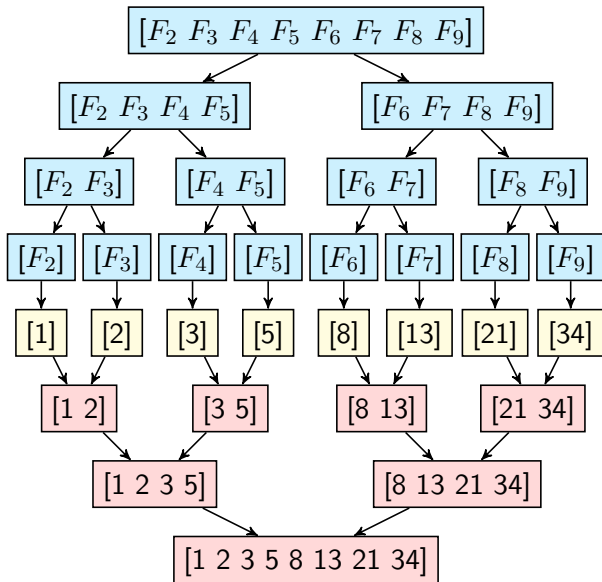 [F₂ F₃ F₄ F₅ F₆ F₇ F₈ F₉]
[F₂ F₃ F₄ F₅] [F₆ F₇ F₈ F₉]
[F₂ F₃] [F₄ F₅] [F₆ F₇] [F₈ F₉]
[F₂] [F₃] [F₄] [F₅] [F₆] [F₇] [F₈] [F₉]
[1] [2] [3] [5] [8] [13] [21] [34]
[1 2] [3 5] [8 13] [21 34]
[1 2 3 5] [8 13 21 34]
[1 2 3 5 8 13 21 34]